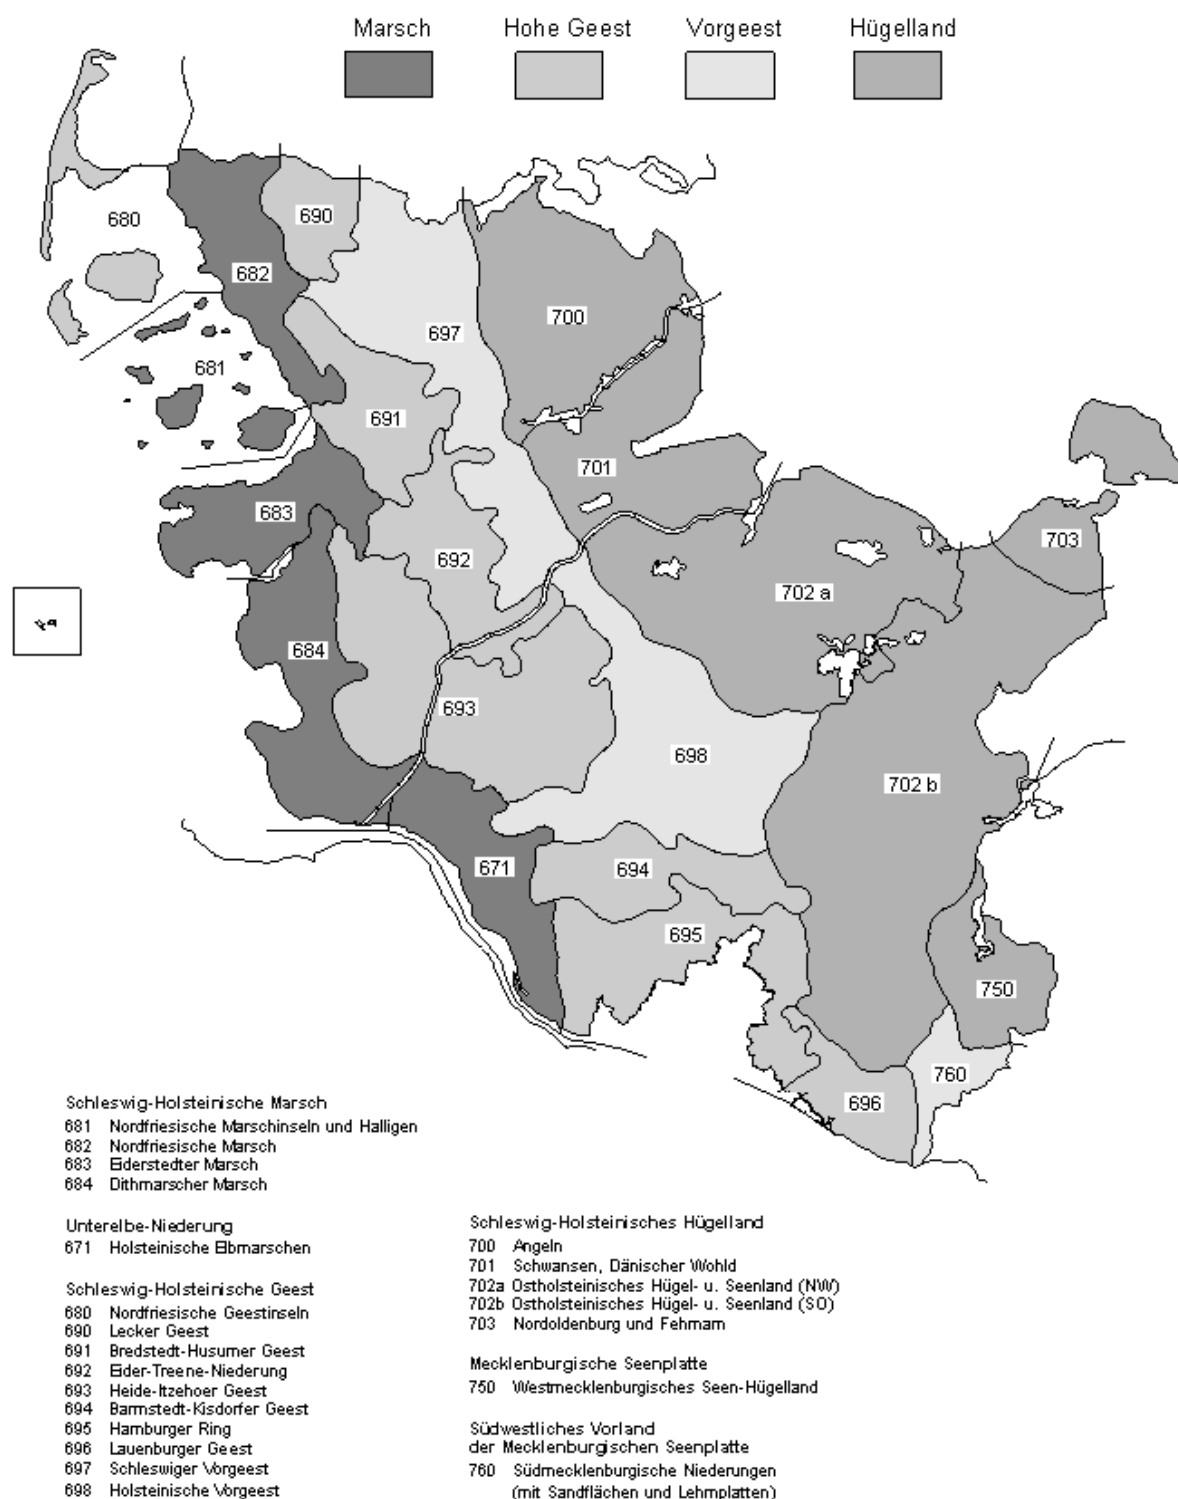 Marsch Hohe Geest Vorgeest Hügelland
680
690
682
700
697
681
691
701
683
703
692
702 a
684
693
698
702 b
671
694
695
750
760
696
Schleswig-Holsteinische Marsch
681 Nordfriesische Marschinseln und Halligen
682 Nordfriesische Marsch
683 Eiderstedter Marsch
684 Dithmarscher Marsch
Unterelbe-Niederung
671 Holsteinische Elbmarschen
Schleswig-Holsteinische Geest
680 Nordfriesische Geestinseln
690 Lecker Geest
691 Bredstedt-Husumer Geest
692 Eider-Treene-Niederung
693 Heide-Itzehoer Geest
694 Barmstedt-Kisdorfer Geest
695 Hamburger Ring
696 Lauenburger Geest
697 Schleswiger Vorgeest
698 Holsteinische Vorgeest
Schleswig-Holsteinisches Hügelland
700 Angeln
701 Schwansen, Dänischer Wohld
702a Ostholsteinisches Hügel- u. Seenland (NW)
702b Ostholsteinisches Hügel- u. Seenland (SO)
703 Nordoldenburg und Fehmarn
Mecklenburgische Seenplatte
750 Westmecklenburgisches Seen-Hügelland
Südwestliches Vorland
der Mecklenburgischen Seenplatte
760 Südmecklenburgische Niederungen
(mit Sandflächen und Lehmplatten)